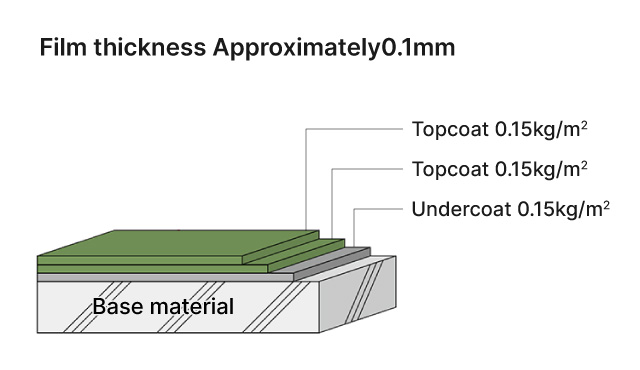 Film thickness Approximately0.1mm
Topcoat 0.15kg/m²
Topcoat 0.15kg/m²
Undercoat 0.15kg/m²
Base material